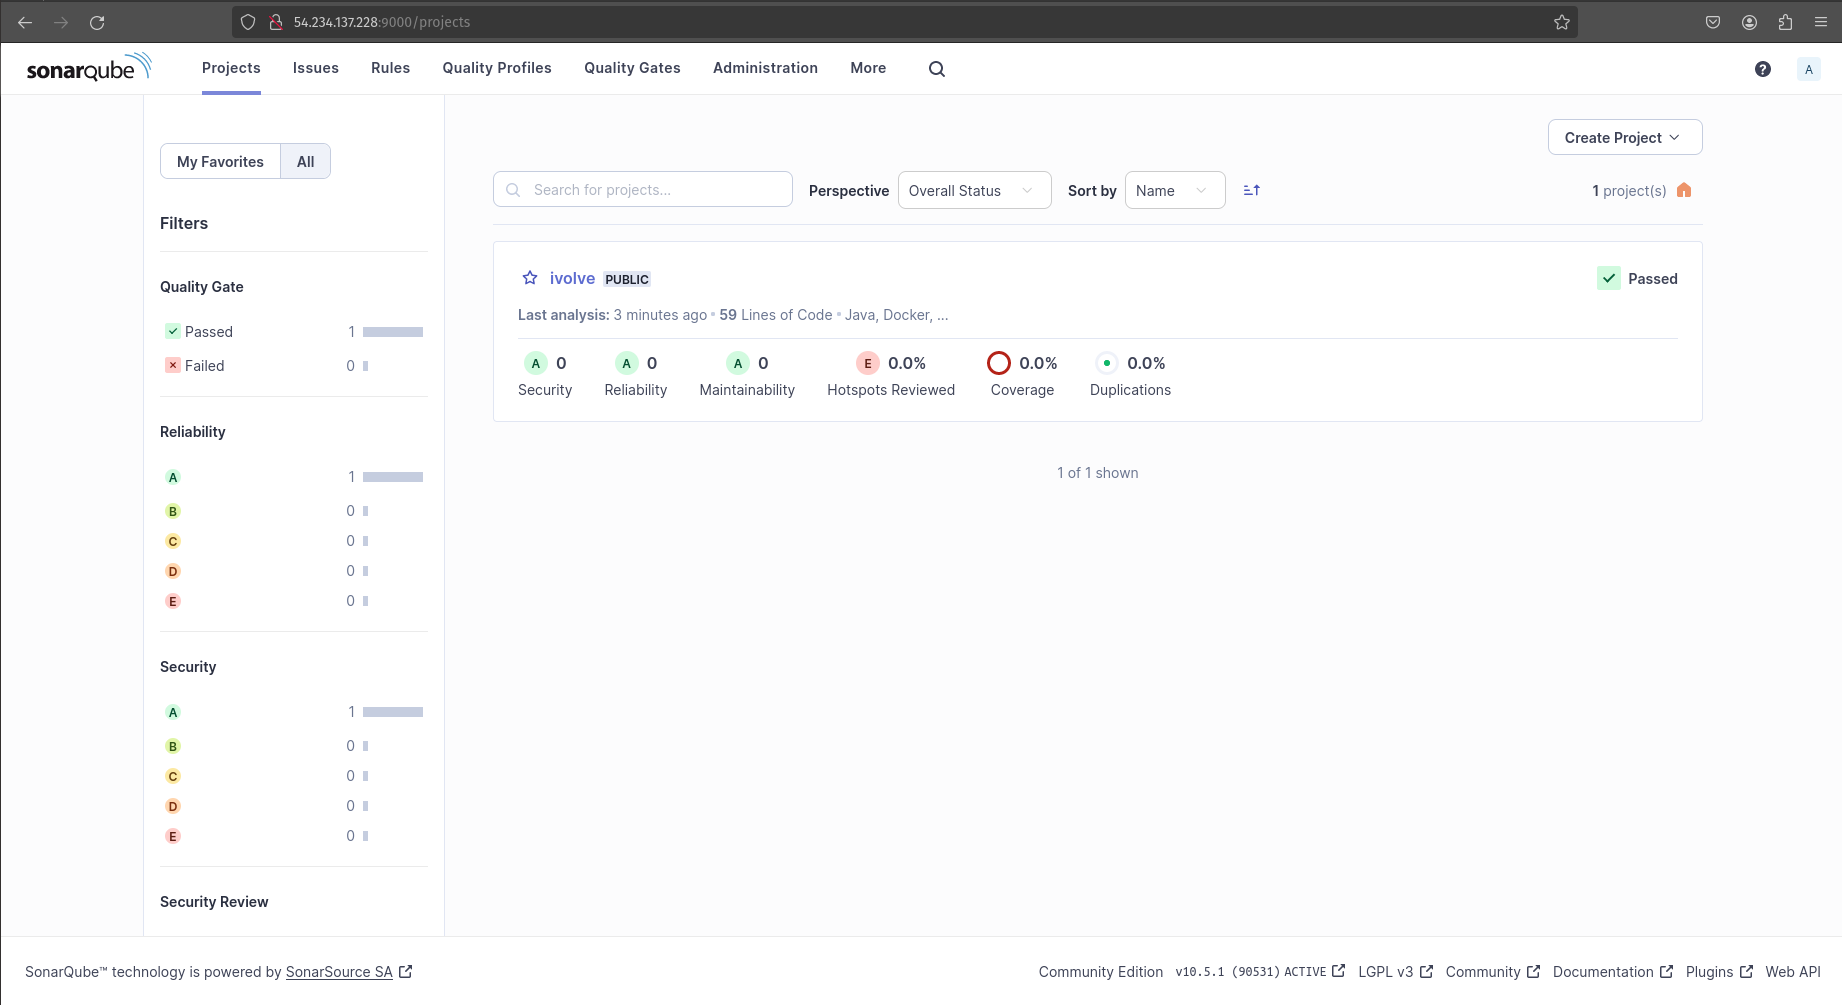 54.234.137.228:9000/projects
sonarqube Projects Issues Rules Quality Profiles Quality Gates Administration More ? A
My Favorites All
Filters
Quality Gate
Passed 1
Failed 0
Reliability
A 1
B 0
C 0
D 0
E 0
Security
A 1
B 0
C 0
D 0
E 0
Security Review
Create Project
Search for projects... Perspective Overall Status Sort by Name 1 project(s)
ivolve PUBLIC Passed
Last analysis: 3 minutes ago • 59 Lines of Code • Java, Docker, ...
A 0 A 0 A 0 E 0.0% 0.0% 0.0%
Security Reliability Maintainability Hotspots Reviewed Coverage Duplications
1 of 1 shown
SonarQube™ technology is powered by SonarSource SA Community Edition v10.5.1 (90531) ACTIVE LGPL v3 Community Documentation Plugins Web API